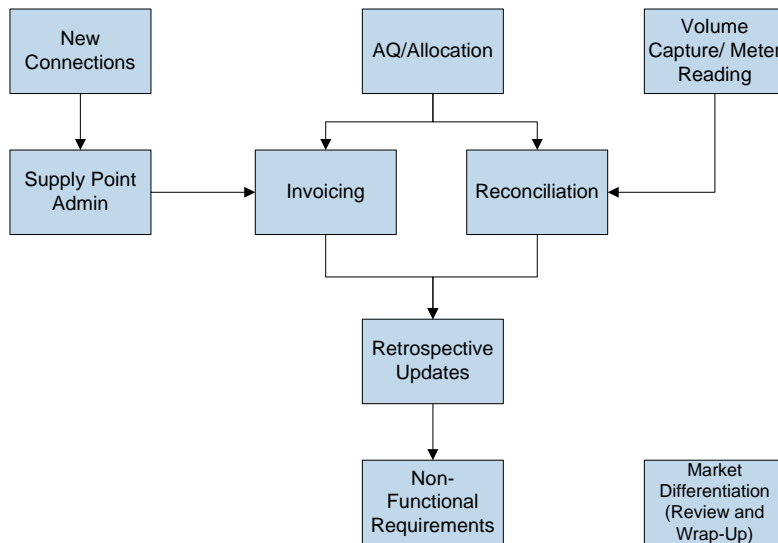 New
Connections
AQ/Allocation
Volume
Capture/ Meter
Reading
Supply Point
Admin
Invoicing
Reconciliation
Retrospective
Updates
Non-
Functional
Requirements
Market
Differentiation
(Review and
Wrap-Up)